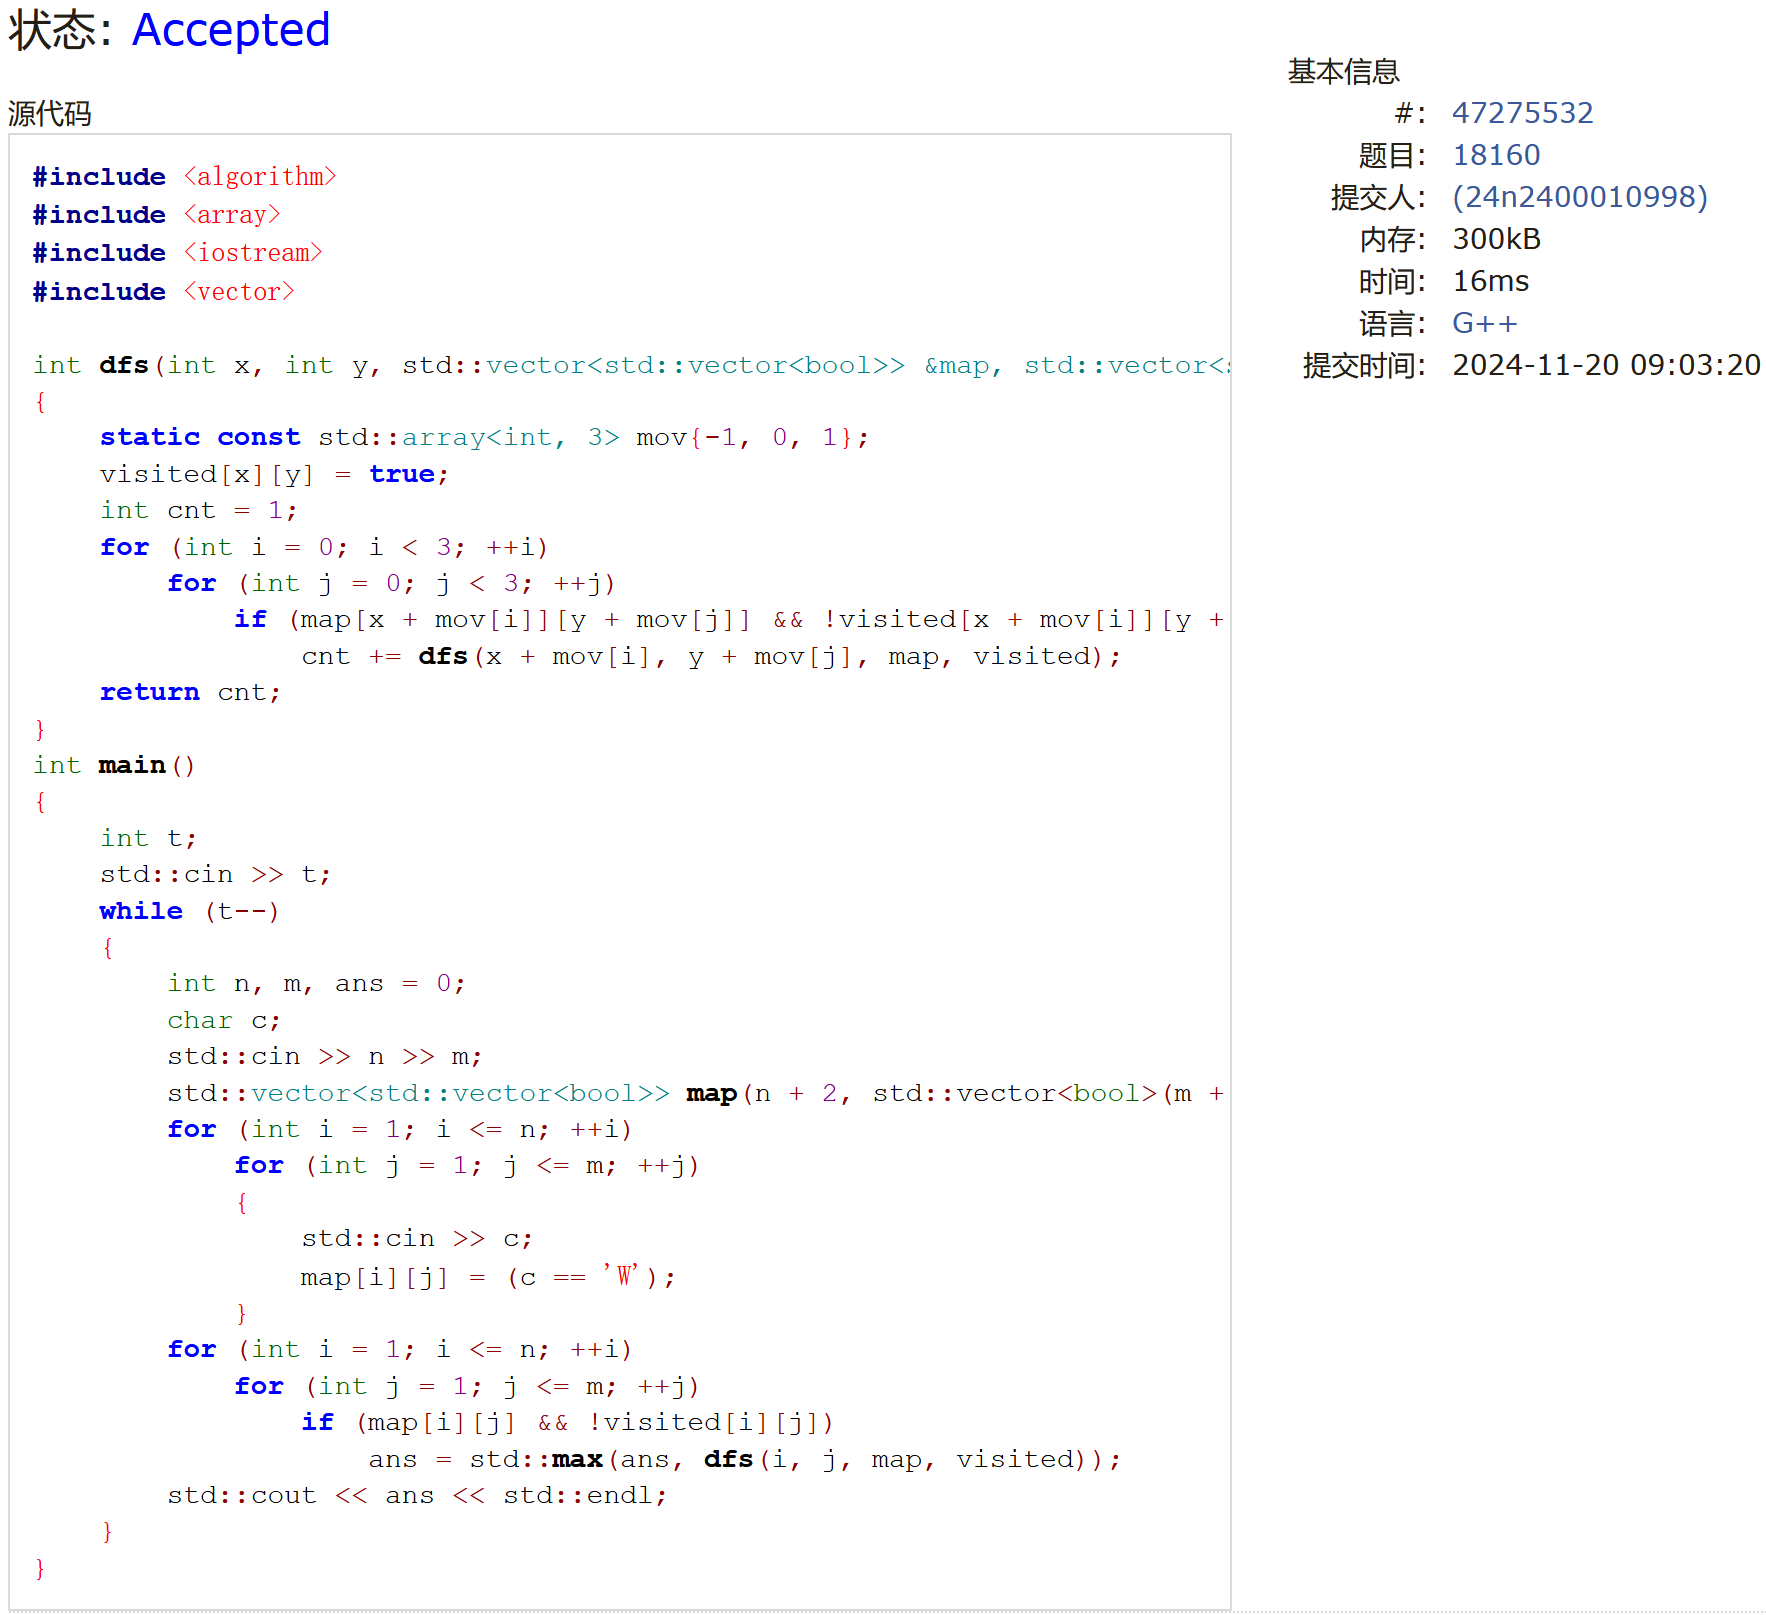 状态: Accepted
源代码
#include <algorithm>
#include <array>
#include <iostream>
#include <vector>
int dfs(int x, int y, std::vector<std::vector<bool>> &map, std::vector<
{
static const std::array<int, 3> mov{-1, 0, 1};
visited[x][y] = true;
int cnt = 1;
for (int i = 0; i < 3; ++i)
for (int j = 0; j < 3; ++j)
if (map[x + mov[i]][y + mov[j]] && !visited[x + mov[i]][y +
cnt += dfs(x + mov[i], y + mov[j], map, visited);
return cnt;
}
int main()
{
int t;
std::cin >> t;
while (t--)
{
int n, m, ans = 0;
char c;
std::cin >> n >> m;
std::vector<std::vector<bool>> map(n + 2, std::vector<bool>(m +
for (int i = 1; i <= n; ++i)
for (int j = 1; j <= m; ++j)
{
std::cin >> c;
map[i][j] = (c == 'W');
}
for (int i = 1; i <= n; ++i)
for (int j = 1; j <= m; ++j)
if (map[i][j] && !visited[i][j])
ans = std::max(ans, dfs(i, j, map, visited));
std::cout << ans << std::endl;
}
}
基本信息
#: 47275532
题目: 18160
提交人: (24n2400010998)
内存: 300kB
时间: 16ms
语言: G++
提交时间: 2024-11-20 09:03:20